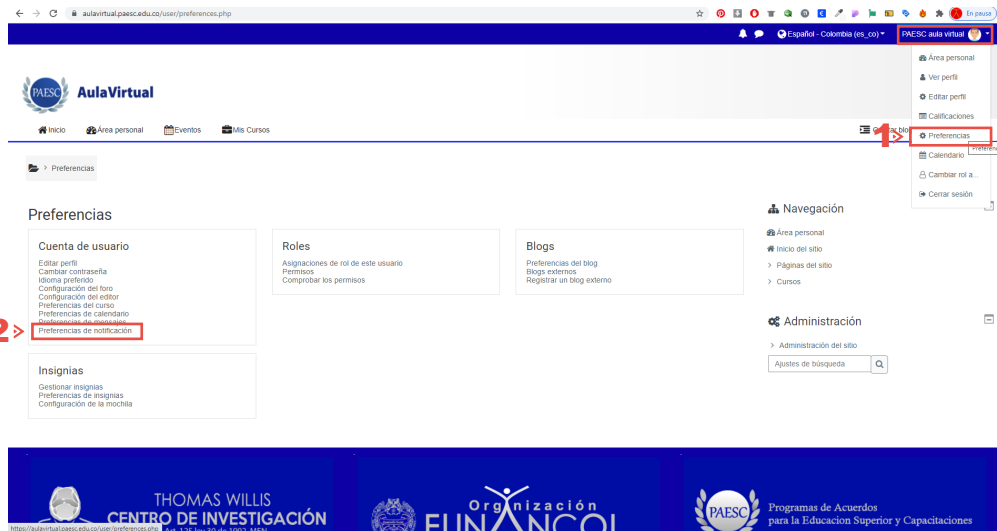 aulavirtual.paesc.edu.co/user/preferences.php
En pausa
Español - Colombia (es_co)
PAESC aula virtual
Área personal
Ver perfil
Editar perfil
Calificaciones
Preferencias
Calendario
Cambiar rol a...
Cerrar sesión
1
PAESC
AulaVirtual
Inicio
Área personal
Eventos
Mis Cursos
> Preferencias
Preferencias
Cuenta de usuario
Editar perfil
Cambiar contraseña
Idioma preferido
Configuración del foro
Configuración del editor
Preferencias del curso
Preferencias de calendario
Preferencias de mensajes
Preferencias de notificación
2
Roles
Asignaciones de rol de este usuario
Permisos
Comprobar los permisos
Blogs
Preferencias del blog
Blogs externos
Registrar un blog externo
Insignias
Gestionar insignias
Preferencias de insignias
Configuración de la mochila
Navegación
Área personal
Inicio del sitio
> Páginas del sitio
> Cursos
Administración
> Administración del sitio
Ajustes de búsqueda
THOMAS WILLIS
CENTRO DE INVESTIGACIÓN
https://aulavirtual.paesc.edu.co/user/preferences.php
Organización
FUNANCOL
PAESC
Programas de Acuerdos
para la Educacion Superior y Capacitaciones